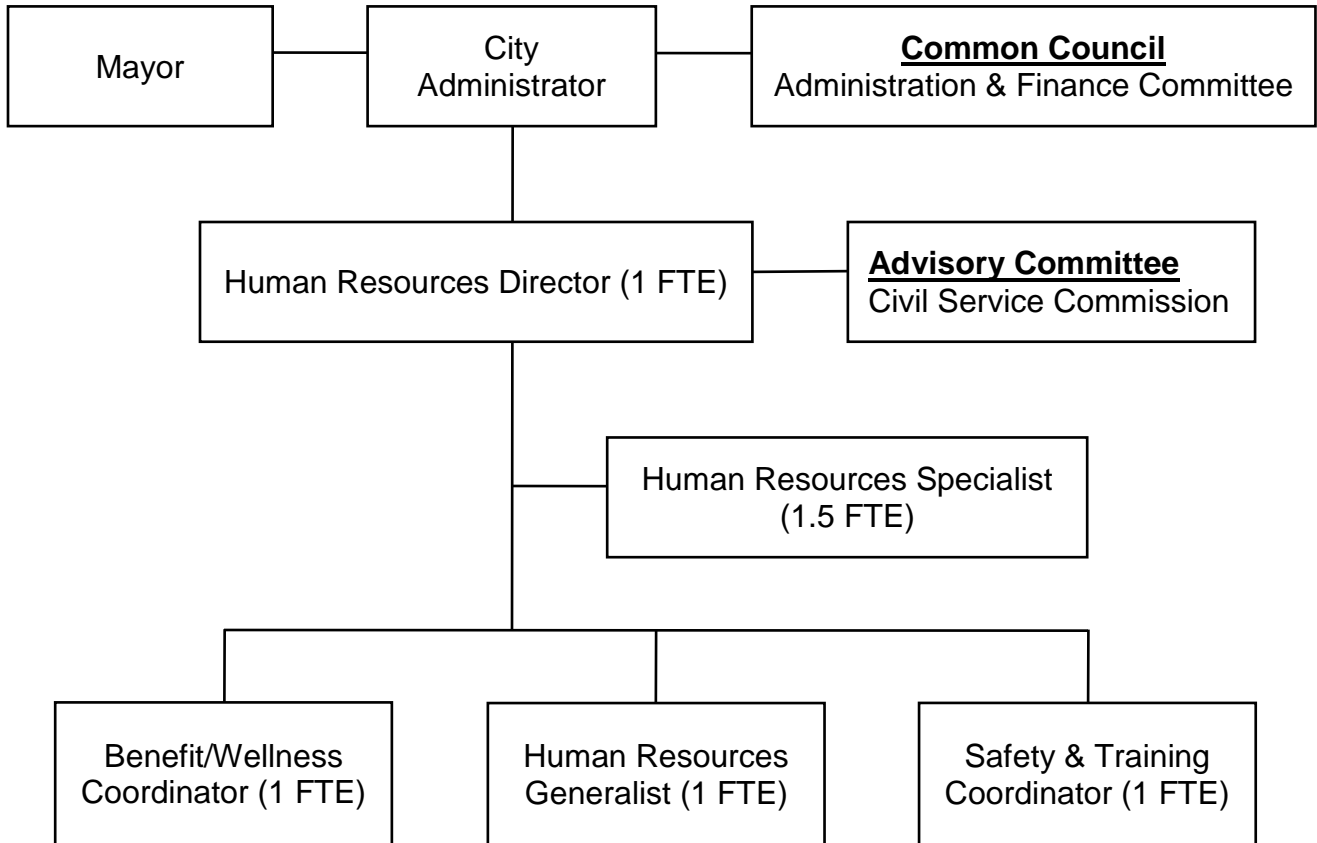 Mayor
City
Administrator
Common Council
Administration & Finance Committee
Human Resources Director (1 FTE)
Advisory Committee
Civil Service Commission
Human Resources Specialist
(1.5 FTE)
Benefit/Wellness
Coordinator (1 FTE)
Human Resources
Generalist (1 FTE)
Safety & Training
Coordinator (1 FTE)